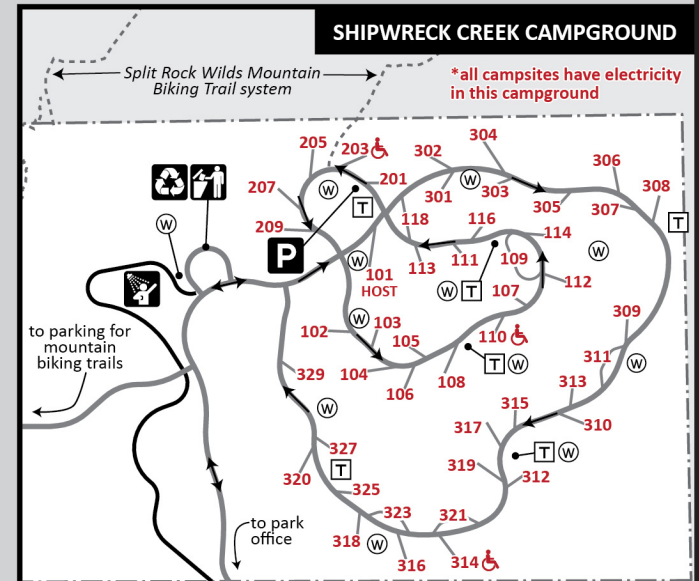 SHIPWRECK CREEK CAMPGROUND
Split Rock Wilds Mountain
Biking Trail system
*all campsites have electricity
in this campground
205
203
302
304
306
201
207
W
W
308
301
303
305
307
T
T
209
118
116
114
W
P
W
101
HOST
113
111
109
112
W
W
T
107
W
102
103
105
110
309
to parking for
mountain
biking trails
104
106
108
T
W
311
W
329
313
310
W
315
317
327
T
W
319
312
320
T
325
323
321
318
W
316
314
to park
office